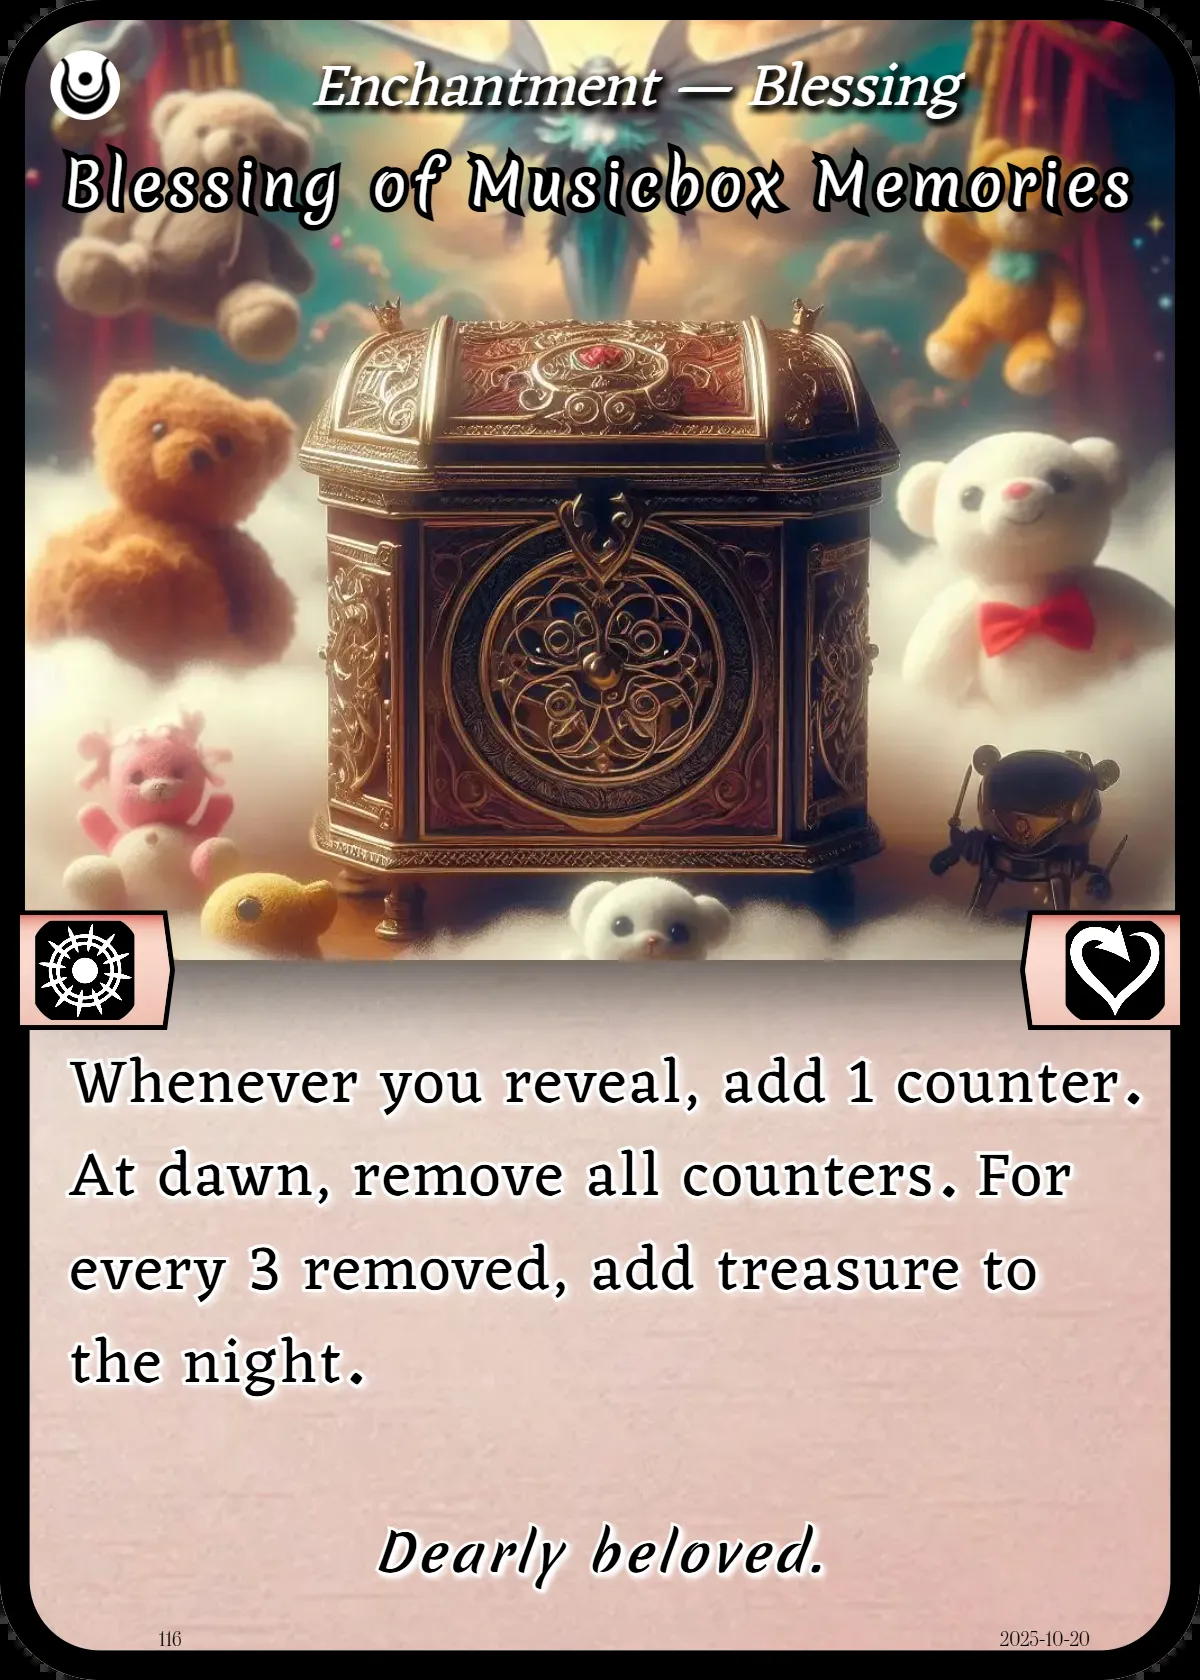 Enchantment — Blessing
Blessing of Musicbox Memories
Whenever you reveal, add 1 counter.
At dawn, remove all counters. For
every 3 removed, add treasure to
the night.
Dearly beloved.
116
2025-10-20